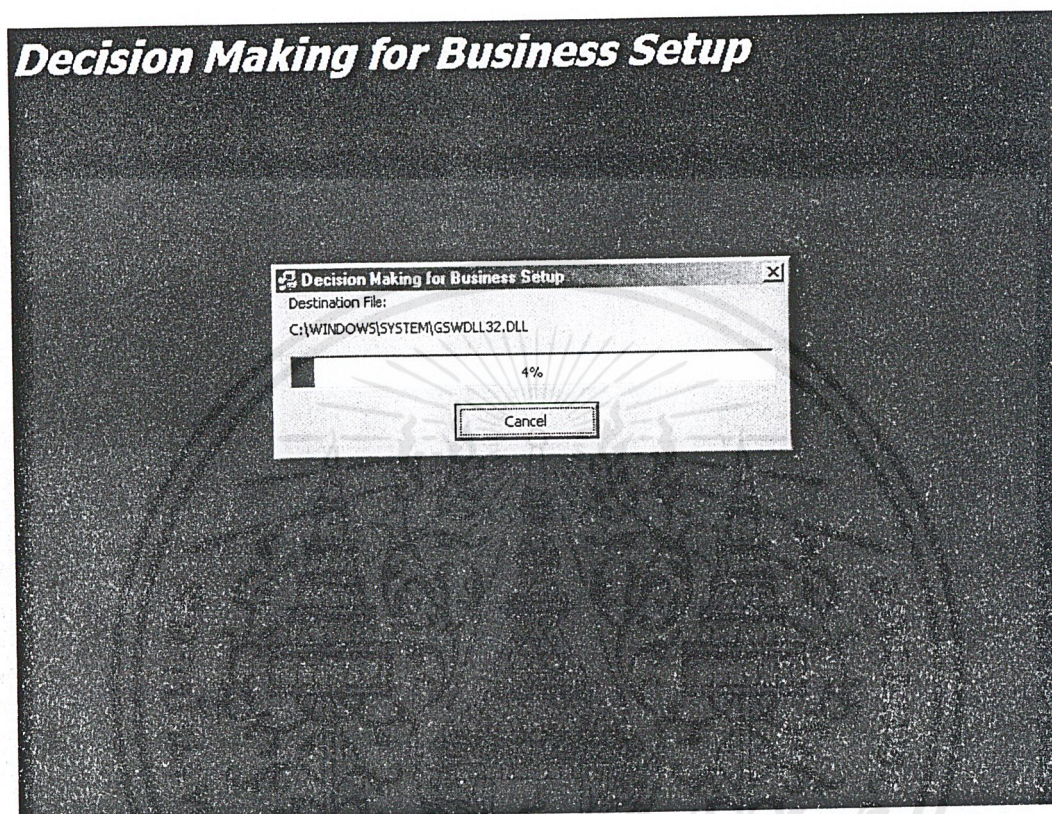 Decision Making for Business Setup
Decision Making for Business Setup
Destination File:
C:\WINDOWS\SYSTEM\GSWDLL32.DLL
4%
Cancel